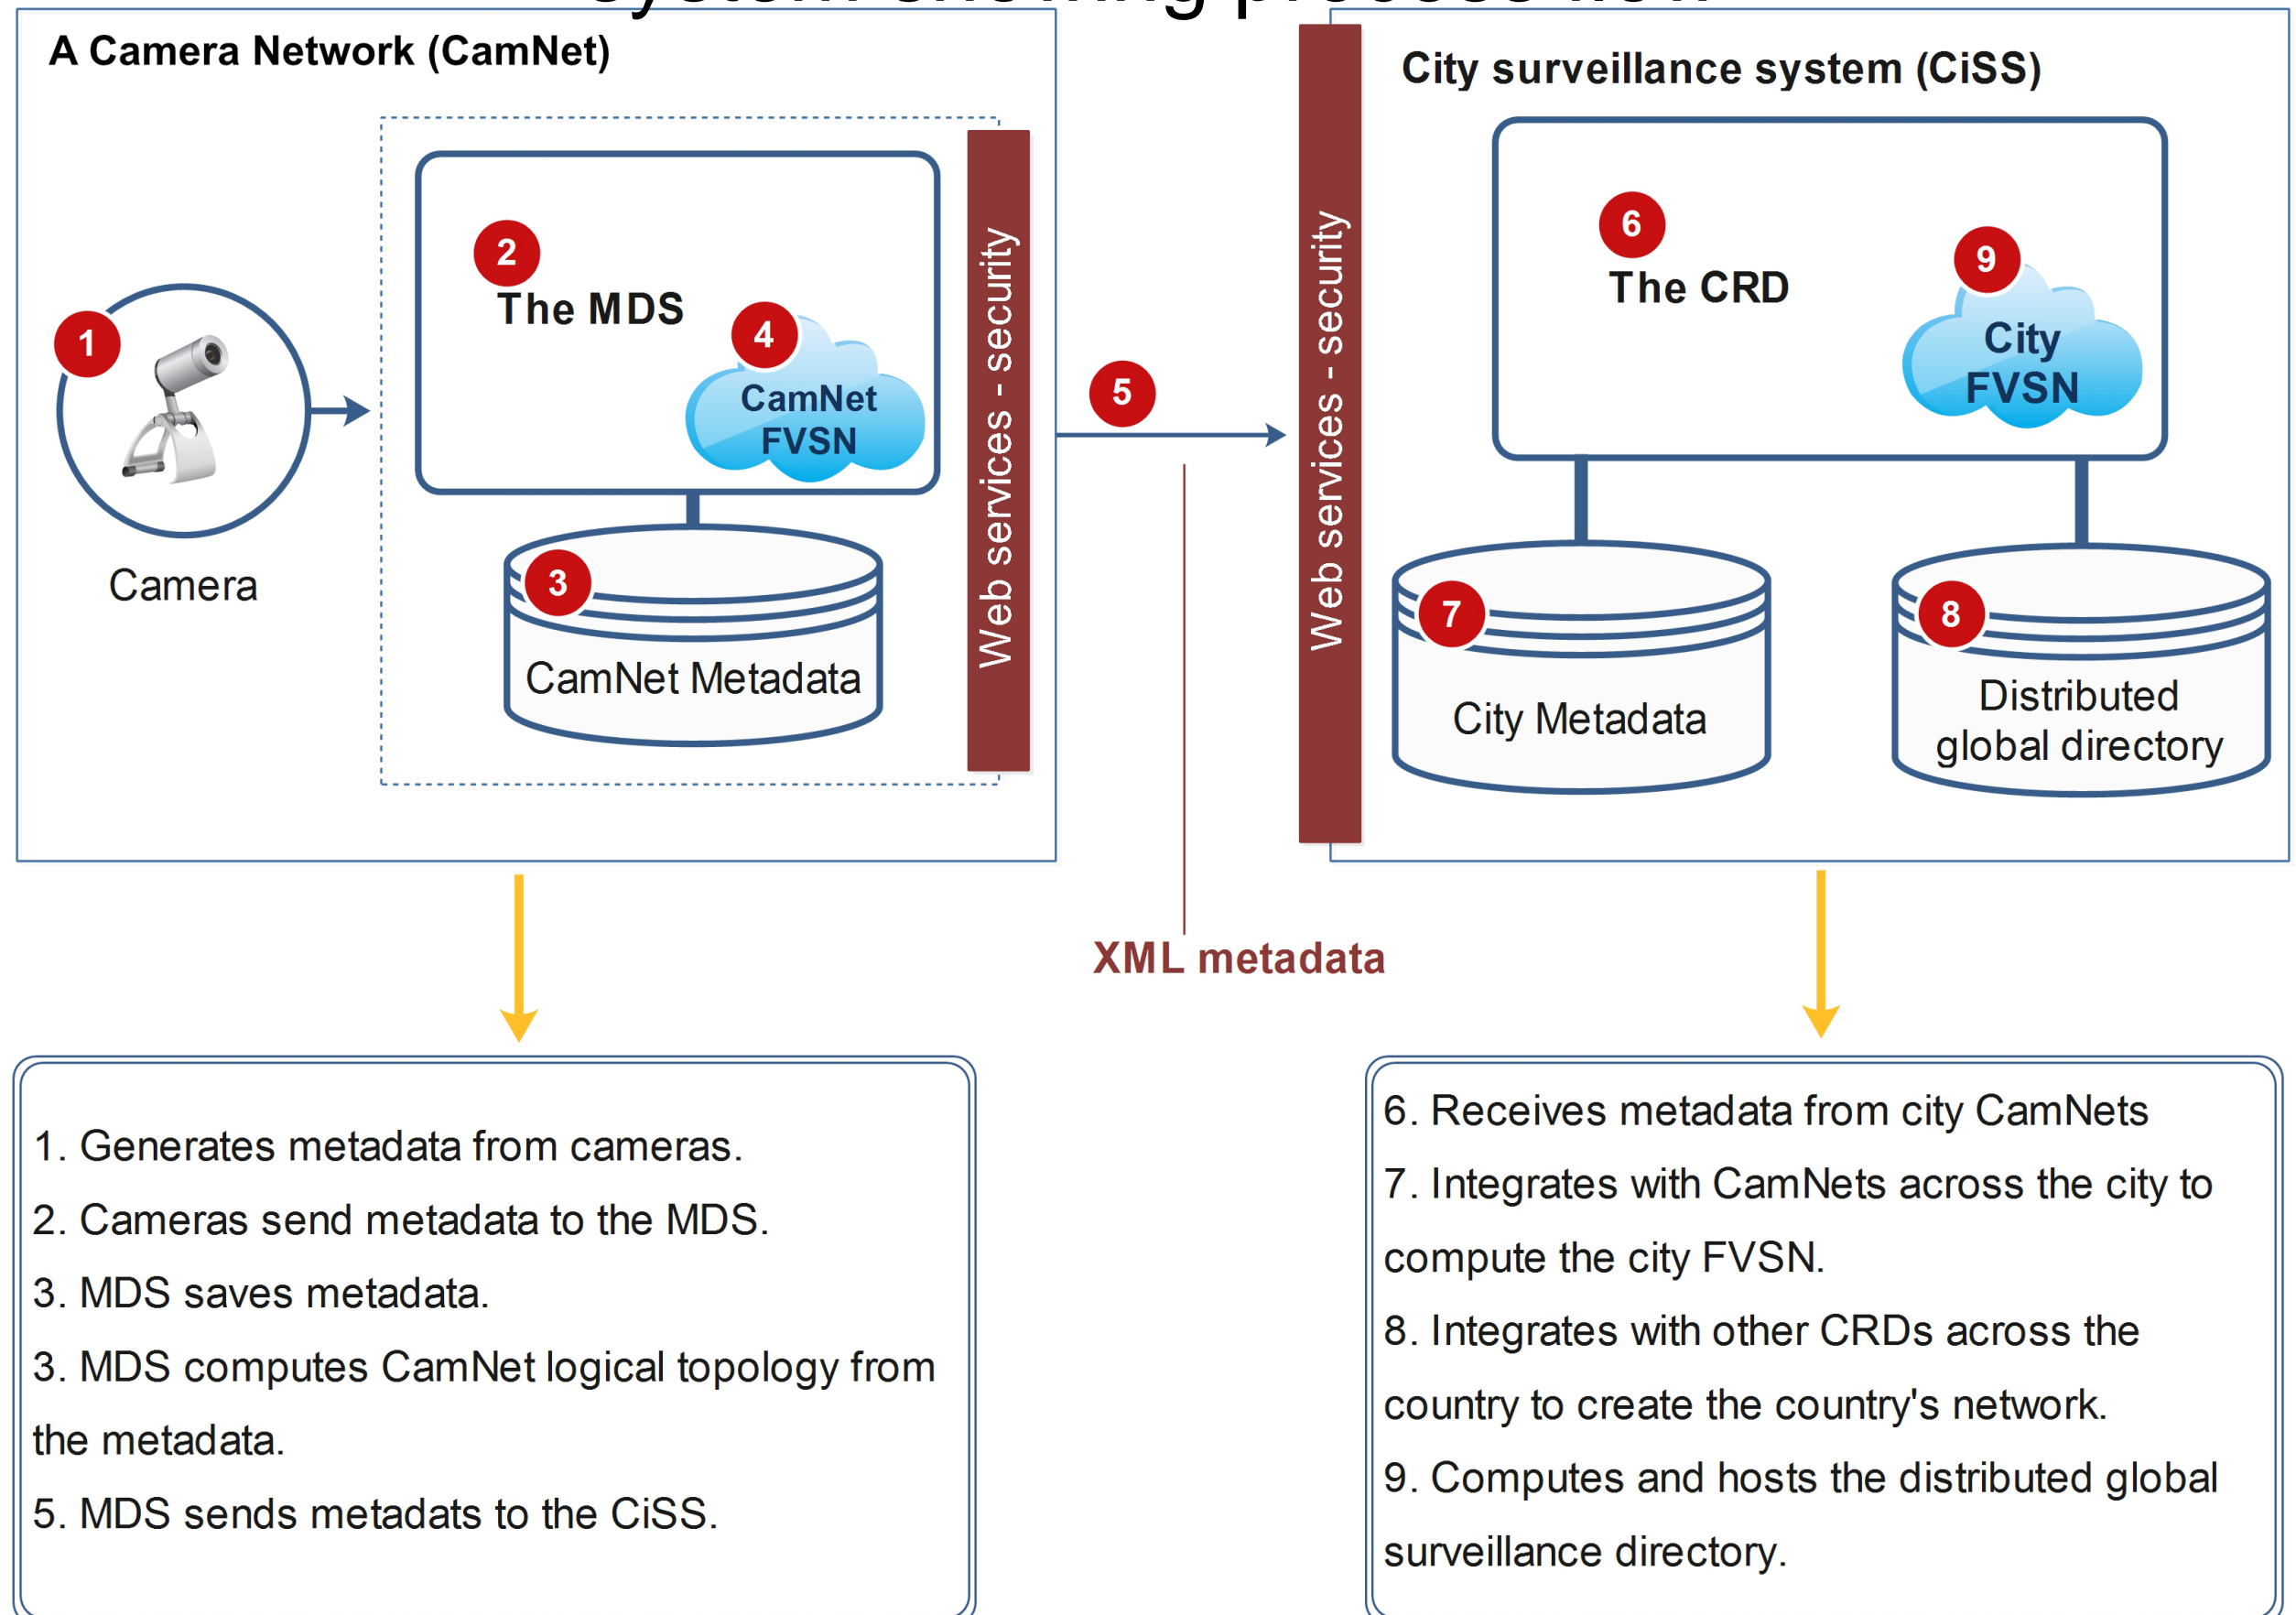 system showing process flow
A Camera Network (CamNet)
1
Camera
2
The MDS
4
CamNet
FVSN
3
CamNet Metadata
Web services - security
5
XML metadata
Web services - security
City surveillance system (CiSS)
6
The CRD
9
City
FVSN
7
City Metadata
8
Distributed
global directory
1. Generates metadata from cameras.
2. Cameras send metadata to the MDS.
3. MDS saves metadata.
3. MDS computes CamNet logical topology from
the metadata.
5. MDS sends metadats to the CiSS.
6. Receives metadata from city CamNets
7. Integrates with CamNets across the city to
compute the city FVSN.
8. Integrates with other CRDs across the
country to create the country's network.
9. Computes and hosts the distributed global
surveillance directory.